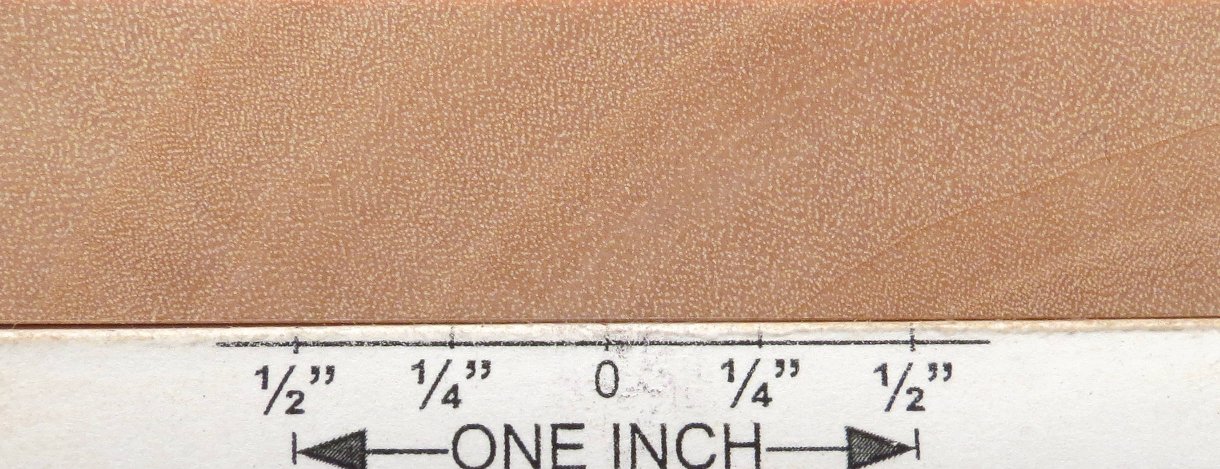 ½” ¼” 0 ¼” ½”
ONE INCH